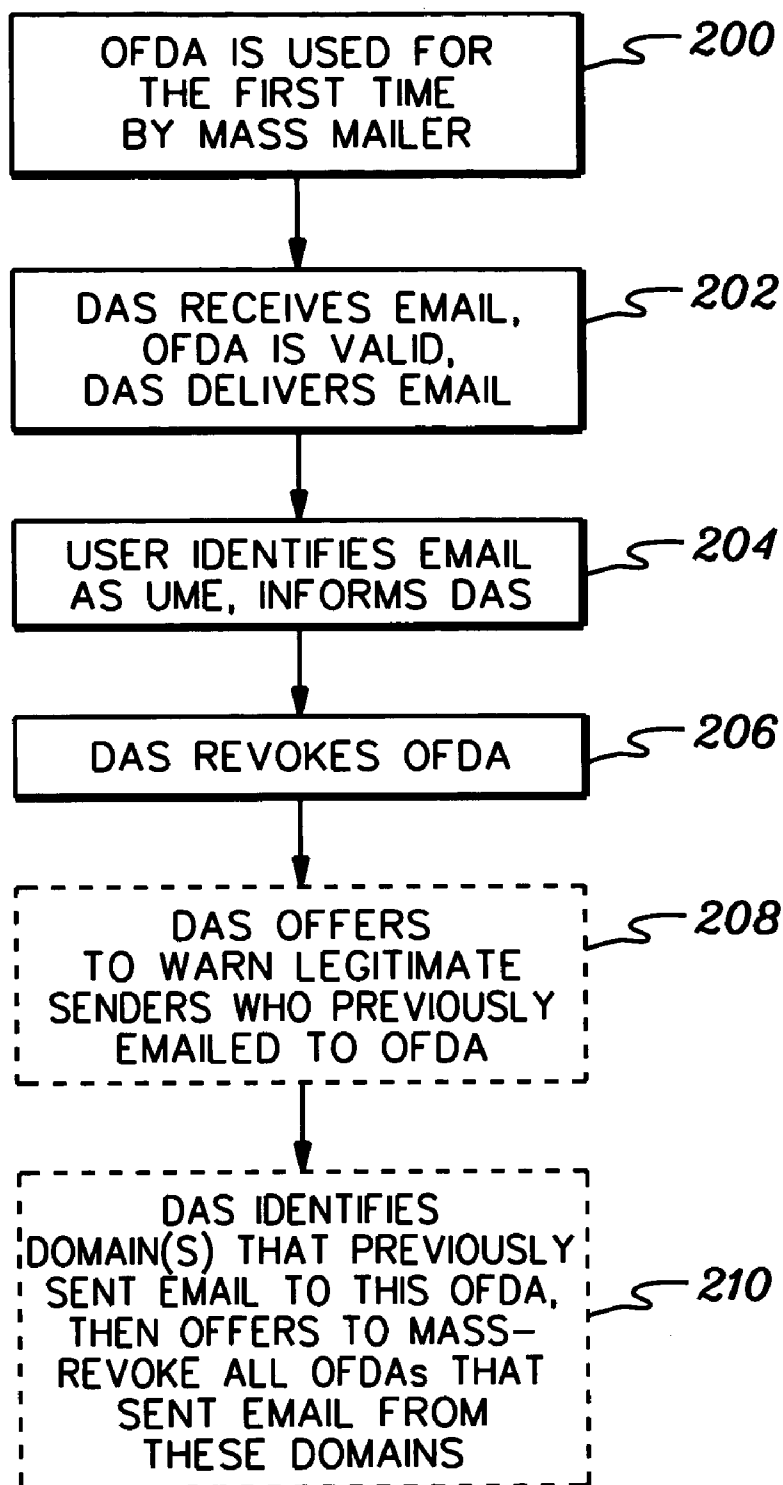 OFDA IS USED FOR
THE FIRST TIME
BY MASS MAILER
200
DAS RECEIVES EMAIL,
OFDA IS VALID,
DAS DELIVERS EMAIL
202
USER IDENTIFIES EMAIL
AS UME, INFORMS DAS
204
DAS REVOKES OFDA
206
DAS OFFERS
TO WARN LEGITIMATE
SENDERS WHO PREVIOUSLY
EMAILED TO OFDA
208
DAS IDENTIFIES
DOMAIN(S) THAT PREVIOUSLY
SENT EMAIL TO THIS OFDA,
THEN OFFERS TO MASS-
REVOKE ALL OFDAs THAT
SENT EMAIL FROM
THESE DOMAINS
210